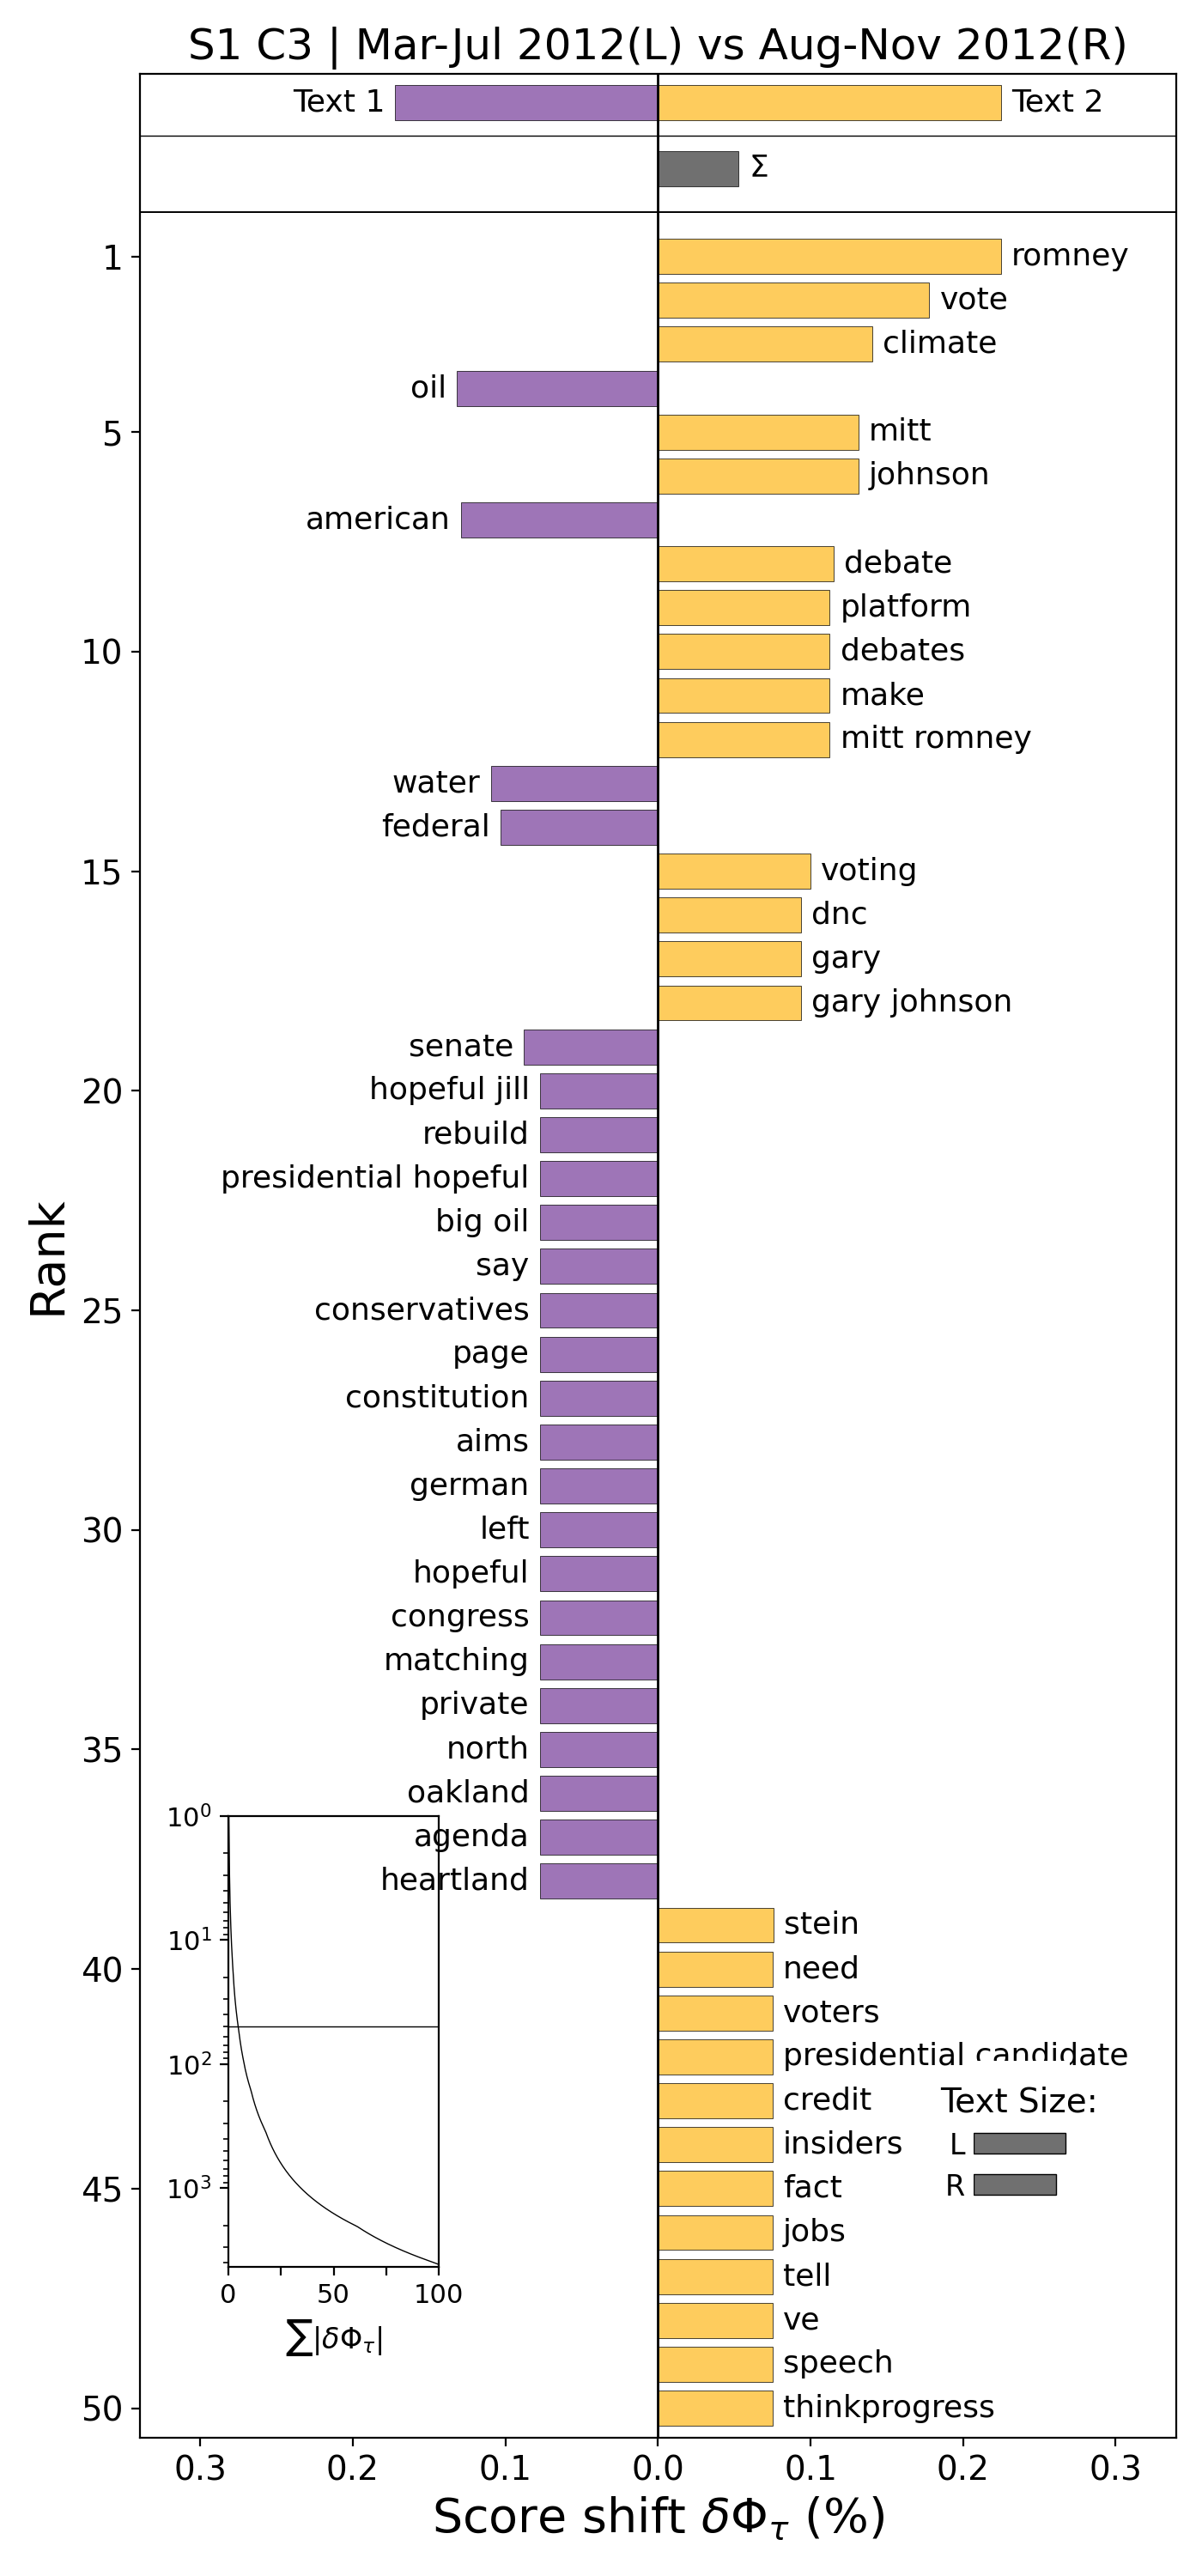 S1 C3 | Mar-Jul 2012(L) vs Aug-Nov 2012(R)
Text 1
Text 2
Σ
1
romney
vote
climate
oil
5
mitt
johnson
american
debate
platform
10
debates
make
mitt romney
water
federal
15
voting
dnc
gary
gary johnson
senate
20
hopeful jill
rebuild
presidential hopeful
big oil
say
Rank
25
conservatives
page
constitution
aims
german
30
left
hopeful
congress
matching
private
35
north
oakland
agenda
heartland
stein
40
need
voters
presidential candidate
credit
insiders
45
fact
jobs
tell
ve
speech
50
thinkprogress
10⁰
10¹
10²
10³
0 50 100
∑|δΦ_τ|
Text Size:
L
R
0.3 0.2 0.1 0.0 0.1 0.2 0.3
Score shift δΦ_τ (%)